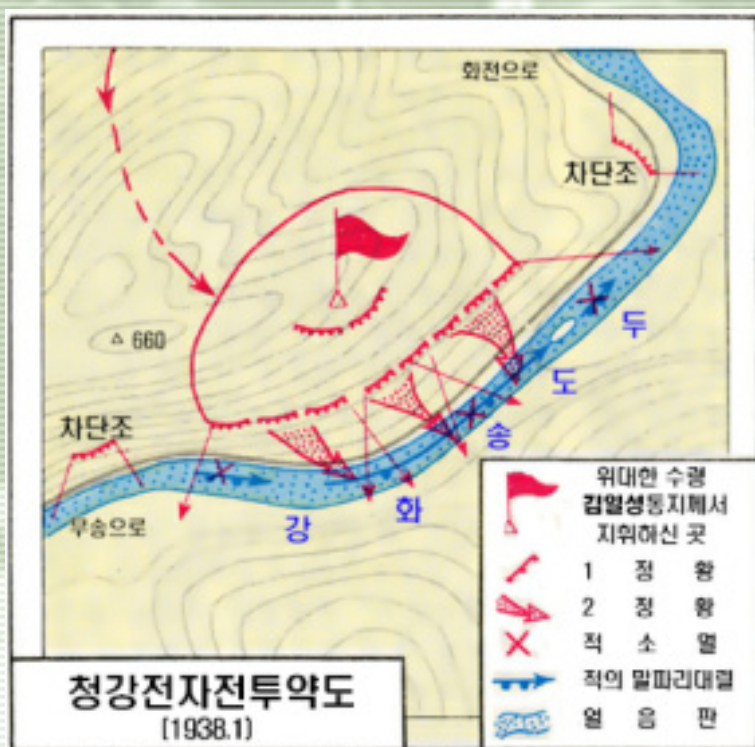 화전으로
차단조
△ 660
두
도
송
화
강
차단조
무송으로
위대한 수령
김일성동지께서
지휘하신 곳
1 정 황
2 정 황
적 소 멸
적의 말파리대렬
얼 음 판
청강전자전투약도
(1938.1)